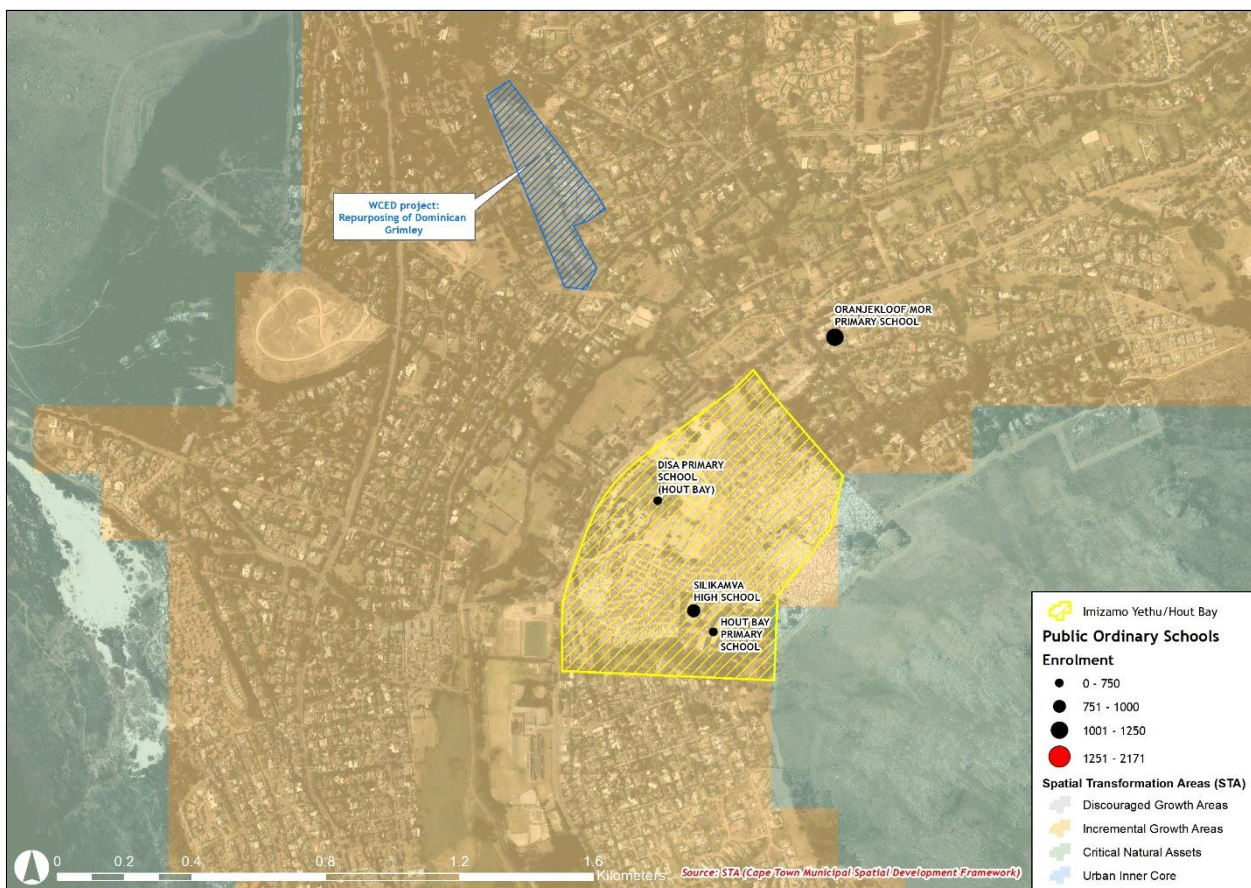 WCED project:
Repurposing of Dominican
Grimley
ORANJEKLOOF MOR
PRIMARY SCHOOL
DISA PRIMARY
SCHOOL
(HOUT BAY)
SILIKAMVA
HIGH SCHOOL
HOUT BAY
PRIMARY
SCHOOL
Imizamo Yethu/Hout Bay
Public Ordinary Schools
Enrolment
0 - 750
751 - 1000
1001 - 1250
1251 - 2171
Spatial Transformation Areas (STA)
Discouraged Growth Areas
Incremental Growth Areas
Critical Natural Assets
Urban Inner Core
0 0.2 0.4 0.8 1.2 1.6
Kilometers
Source: STA (Cape Town Municipal Spatial Development Framework)